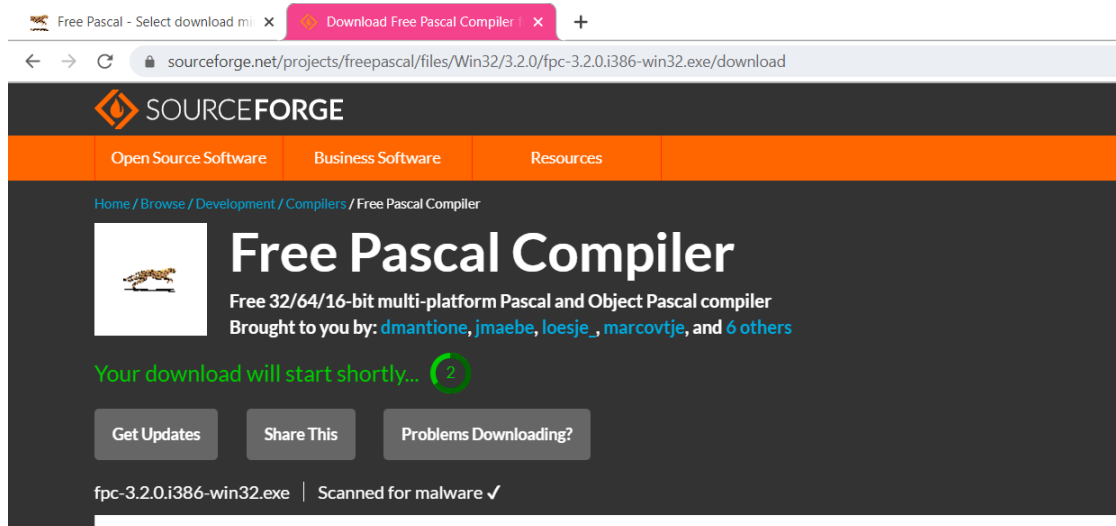 Free Pascal - Select download mi
Download Free Pascal Compiler f
sourceforge.net/projects/freepascal/files/Win32/3.2.0/fpc-3.2.0.i386-win32.exe/download
SOURCEFORGE
Open Source Software Business Software Resources
Home / Browse / Development / Compilers / Free Pascal Compiler
Free Pascal Compiler
Free 32/64/16-bit multi-platform Pascal and Object Pascal compiler
Brought to you by: dmantione, jmaebe, loesje_, marcovtje, and 6 others
Your download will start shortly... 2
Get Updates Share This Problems Downloading?
fpc-3.2.0.i386-win32.exe | Scanned for malware ✓